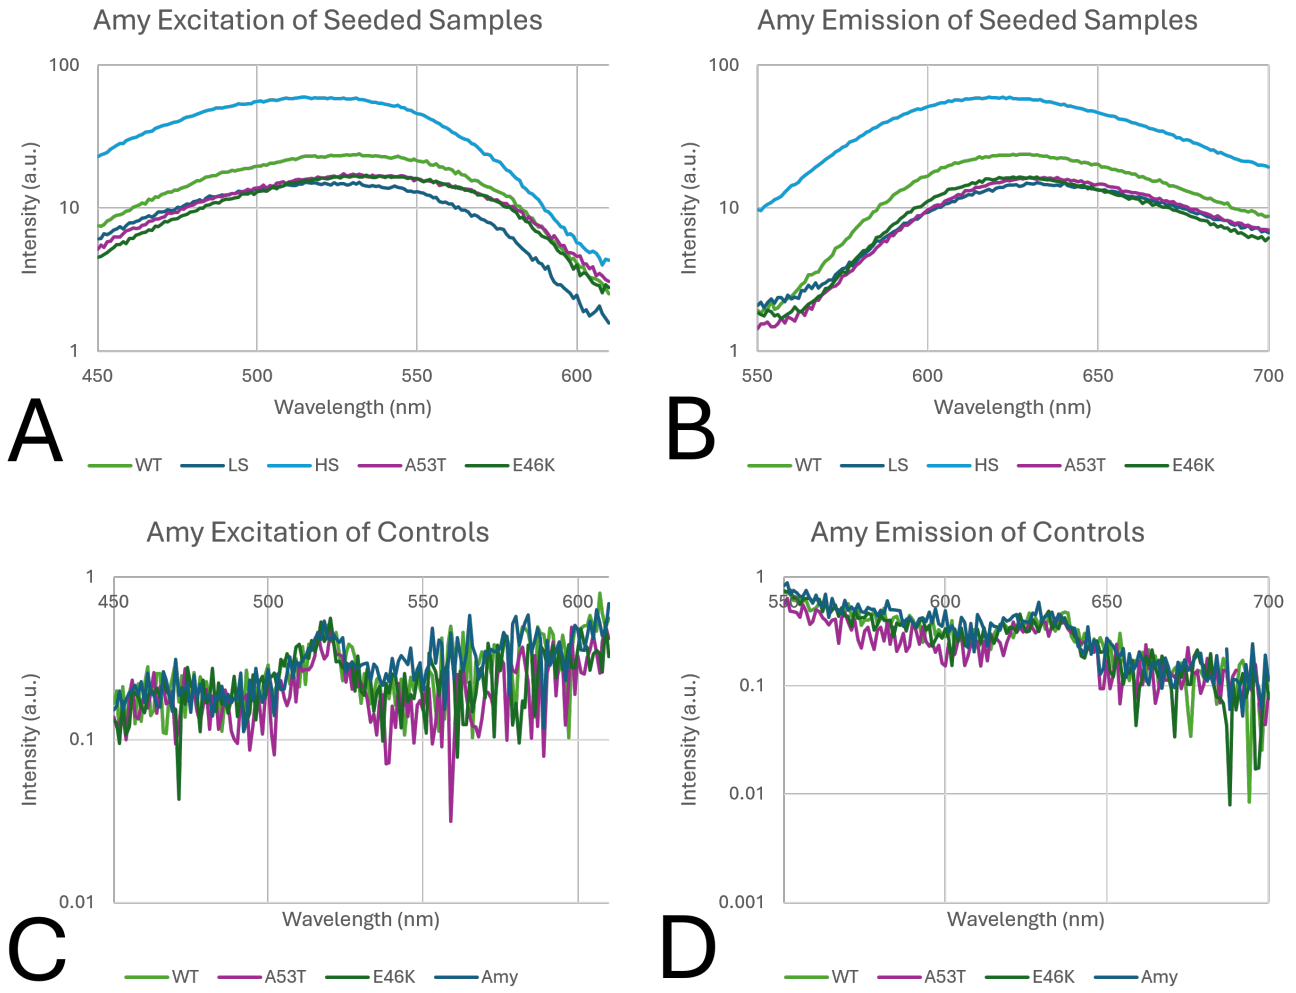 Amy Excitation of Seeded Samples
100
10
1
Intensity (a.u.)
450 500 550 600
Wavelength (nm)
A
WT LS HS A53T E46K
Amy Emission of Seeded Samples
100
10
1
Intensity (a.u.)
550 600 650 700
Wavelength (nm)
B
WT LS HS A53T E46K
Amy Excitation of Controls
1
450 500 550 600
0.1
0.01
Intensity (a.u.)
Wavelength (nm)
C
WT A53T E46K Amy
Amy Emission of Controls
1
550 600 650 700
0.1
0.01
0.001
Intensity (a.u.)
Wavelength (nm)
D
WT A53T E46K Amy